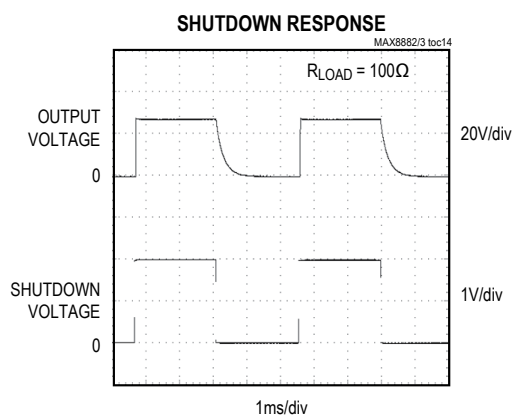 SHUTDOWN RESPONSE
MAX8882/3 toc14
RLOAD = 100Ω
OUTPUT
VOLTAGE
20V/div
0
SHUTDOWN
VOLTAGE
1V/div
0
1ms/div